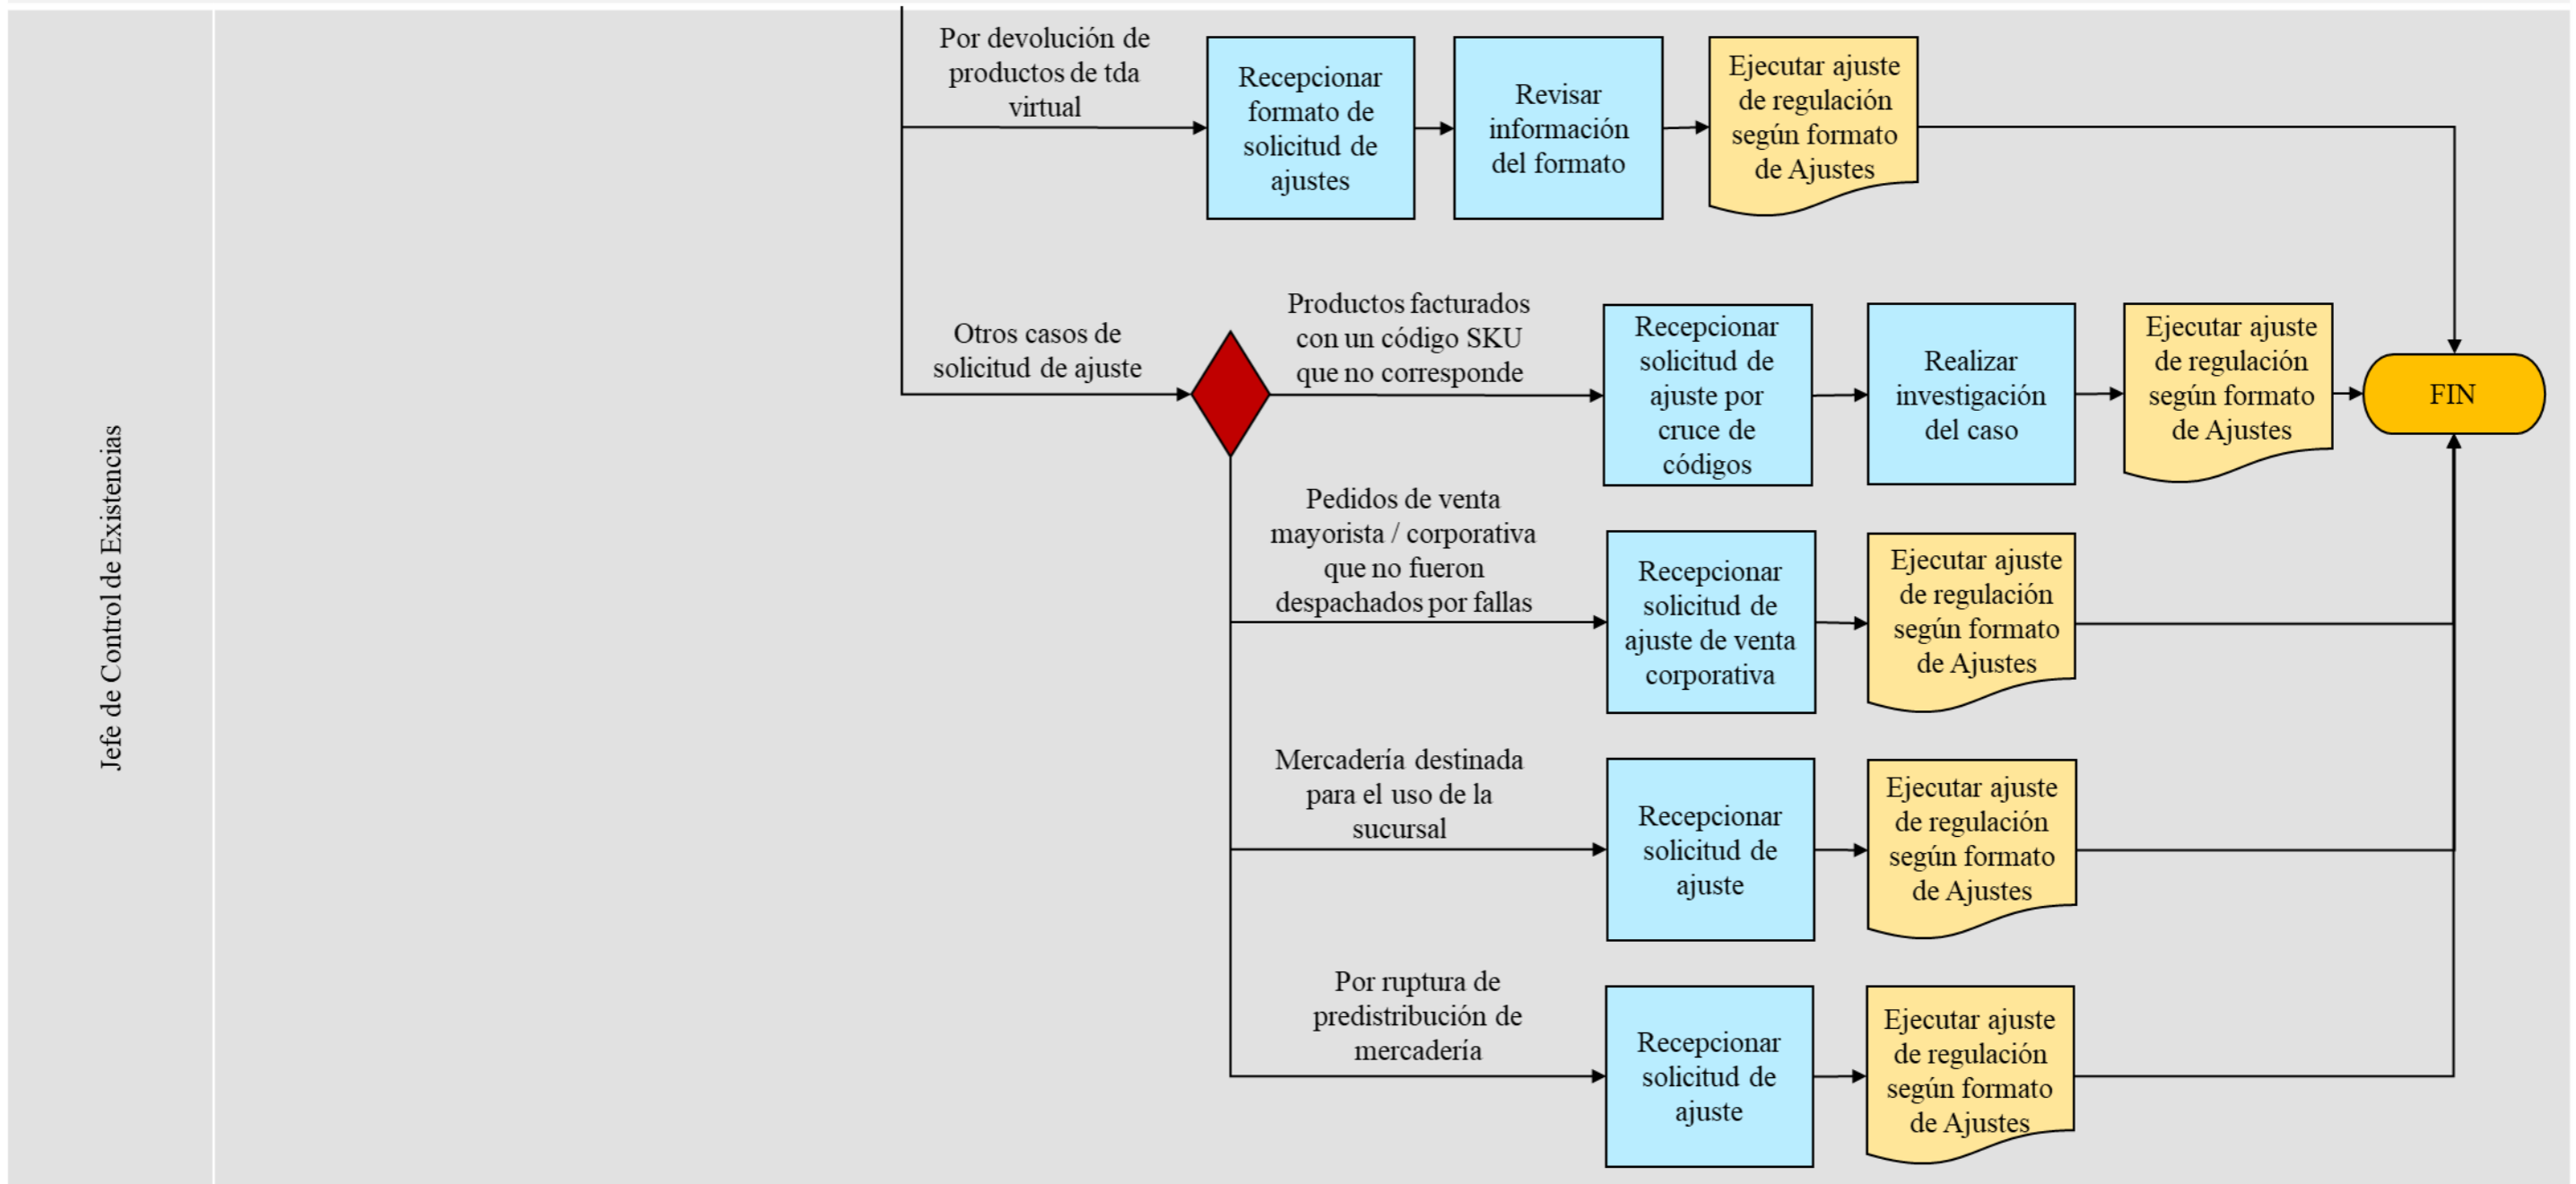 Jefe de Control de Existencias
Por devolución de
productos de tda
virtual
Recepcionar
formato de
solicitud de
ajustes
Revisar
información
del formato
Ejecutar ajuste
de regulación
según formato
de Ajustes
Otros casos de
solicitud de ajuste
Productos facturados
con un código SKU
que no corresponde
Recepcionar
solicitud de
ajuste por
cruce de
códigos
Realizar
investigación
del caso
Ejecutar ajuste
de regulación
según formato
de Ajustes
FIN
Pedidos de venta
mayorista / corporativa
que no fueron
despachados por fallas
Recepcionar
solicitud de
ajuste de venta
corporativa
Ejecutar ajuste
de regulación
según formato
de Ajustes
Mercadería destinada
para el uso de la
sucursal
Recepcionar
solicitud de
ajuste
Ejecutar ajuste
de regulación
según formato
de Ajustes
Por ruptura de
predistribución de
mercadería
Recepcionar
solicitud de
ajuste
Ejecutar ajuste
de regulación
según formato
de Ajustes